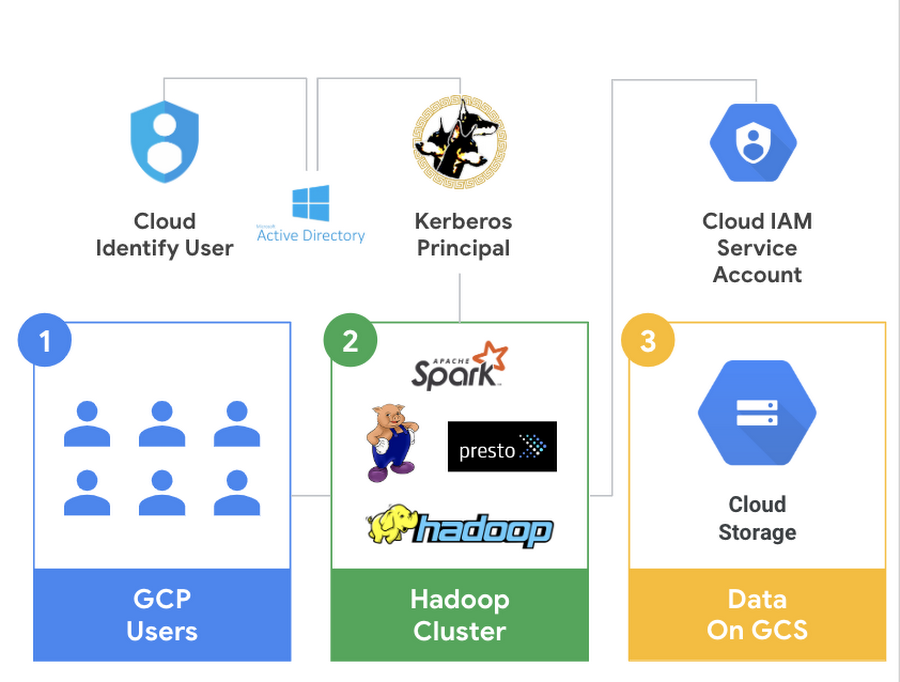 Cloud
Identify User
Microsoft
Active Directory
Kerberos
Principal
Cloud IAM
Service
Account
1
2
3
APACHE
Spark
TM
presto
hadoop
Cloud
Storage
GCP
Users
Hadoop
Cluster
Data
On GCS